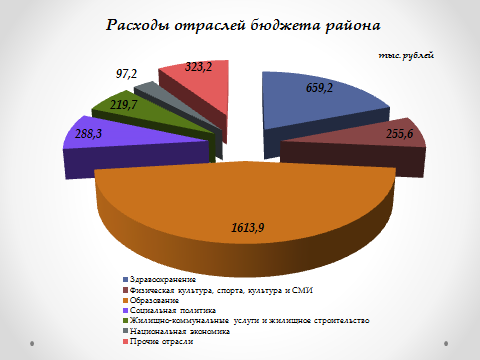 Расходы отраслей бюджета района
тыс. рублей
323,2
97,2
659,2
219,7
288,3
255,6
1613,9
Здравоохранение
Физическая культура, спорта, культура и СМИ
Образование
Социальная политика
Жилищно-коммунальные услуги и жилищное строительство
Национальная экономика
Прочие отрасли